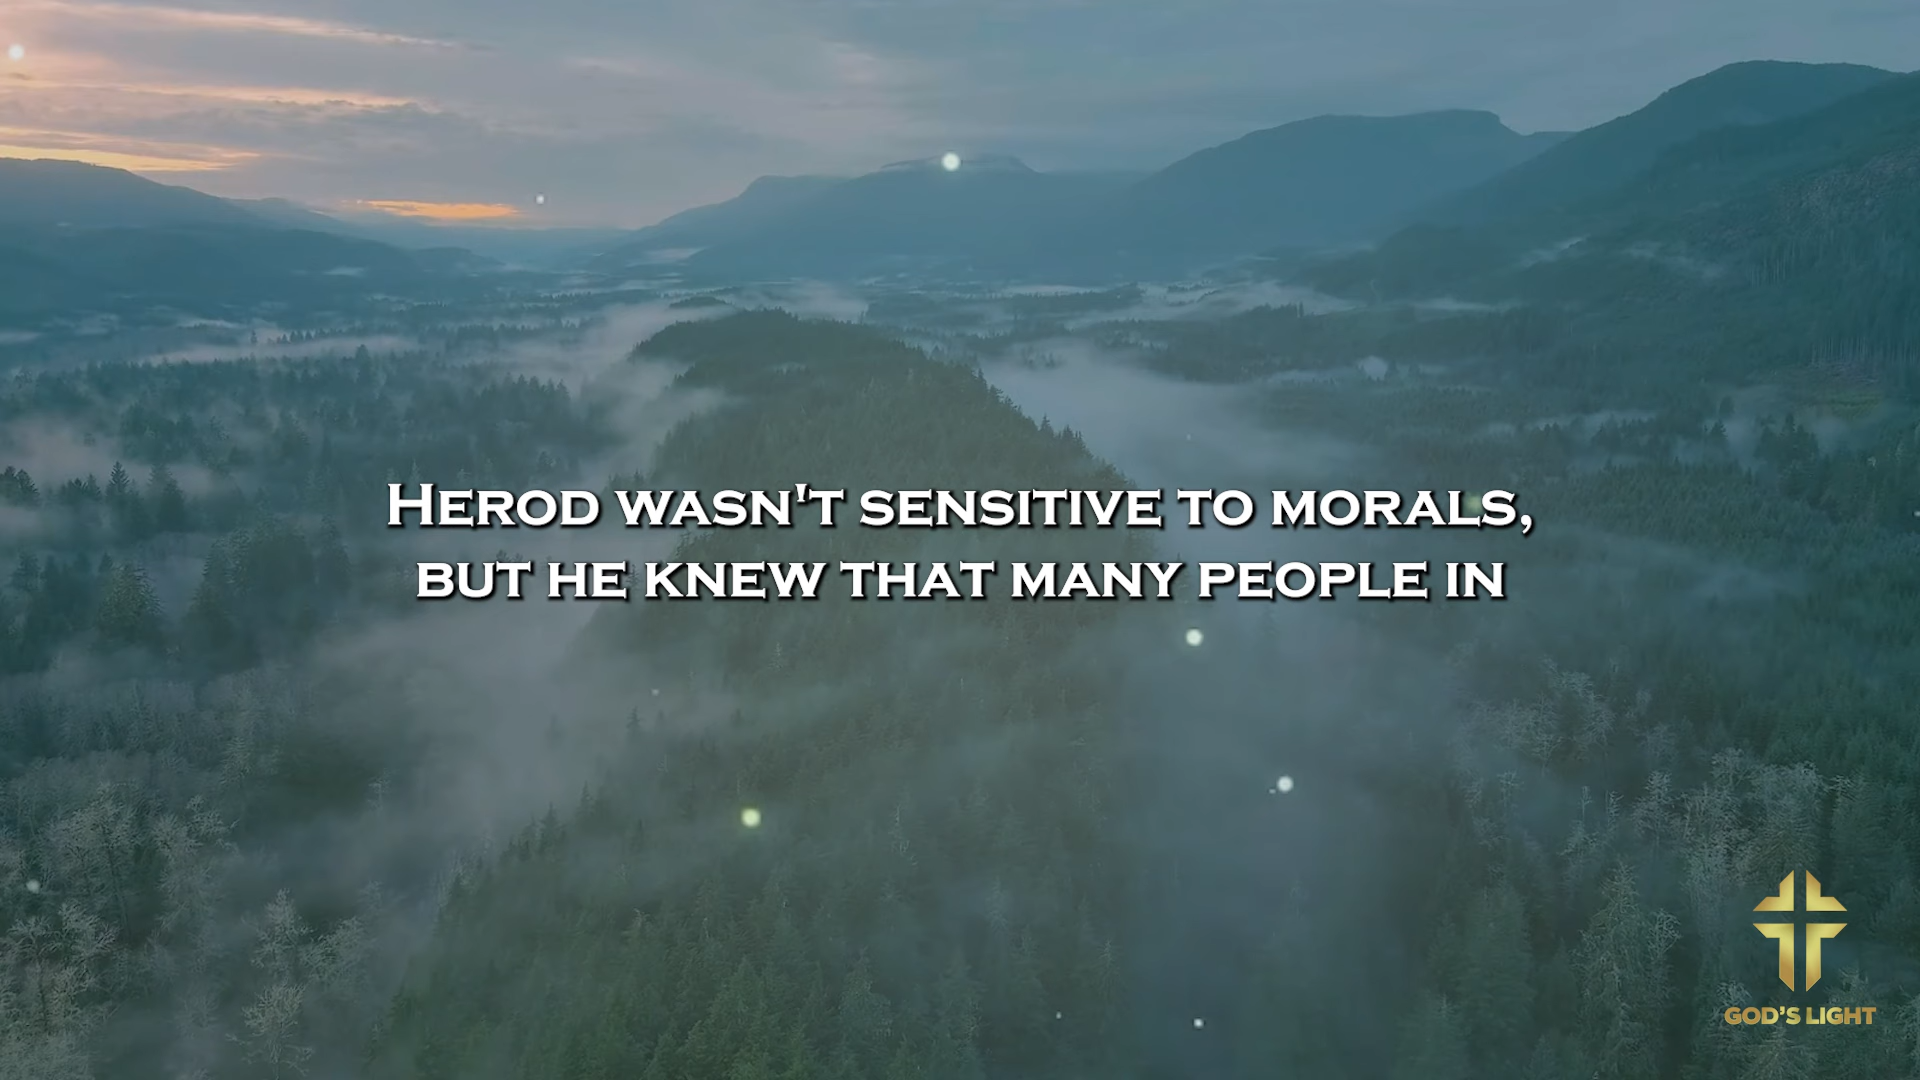 Herod wasn't sensitive to morals,
but he knew that many people in
GOD'S LIGHT